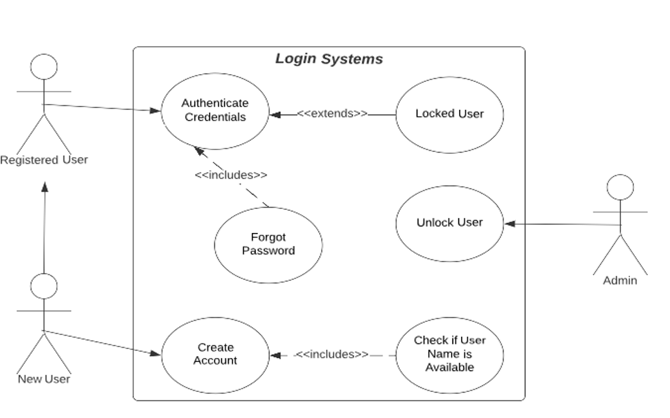 Login Systems
Authenticate
Credentials
<<extends>>
Locked User
Registered User
<<includes>>
Forgot
Password
Unlock User
Admin
Create
Account
<<includes>>
Check if User
Name is
Available
New User